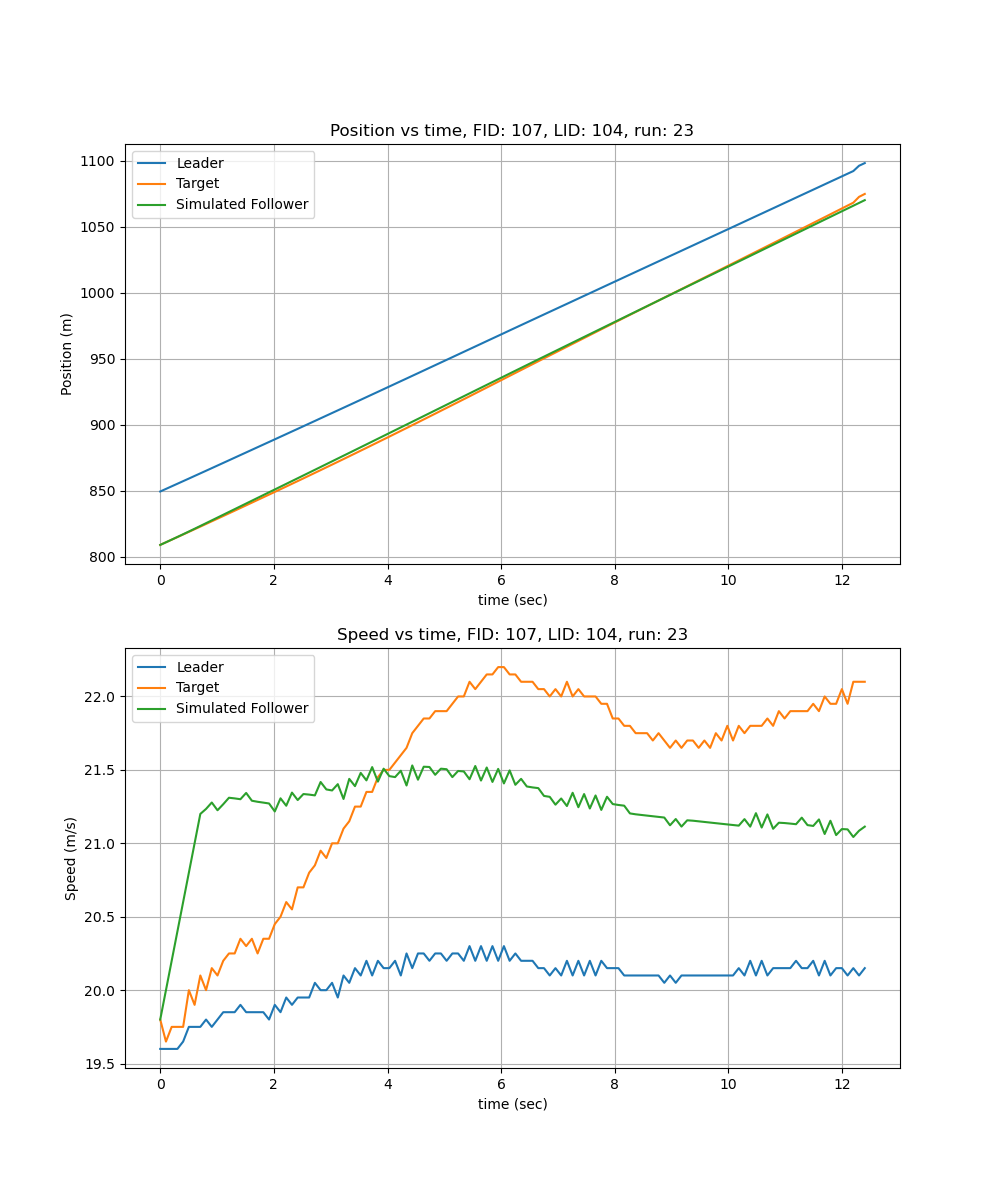 Position vs time, FID: 107, LID: 104, run: 23
Leader
Target
Simulated Follower
1100
1050
1000
950
900
850
800
Position (m)
0 2 4 6 8 10 12
time (sec)
Speed vs time, FID: 107, LID: 104, run: 23
Leader
Target
Simulated Follower
22.0
21.5
21.0
20.5
20.0
19.5
Speed (m/s)
0 2 4 6 8 10 12
time (sec)